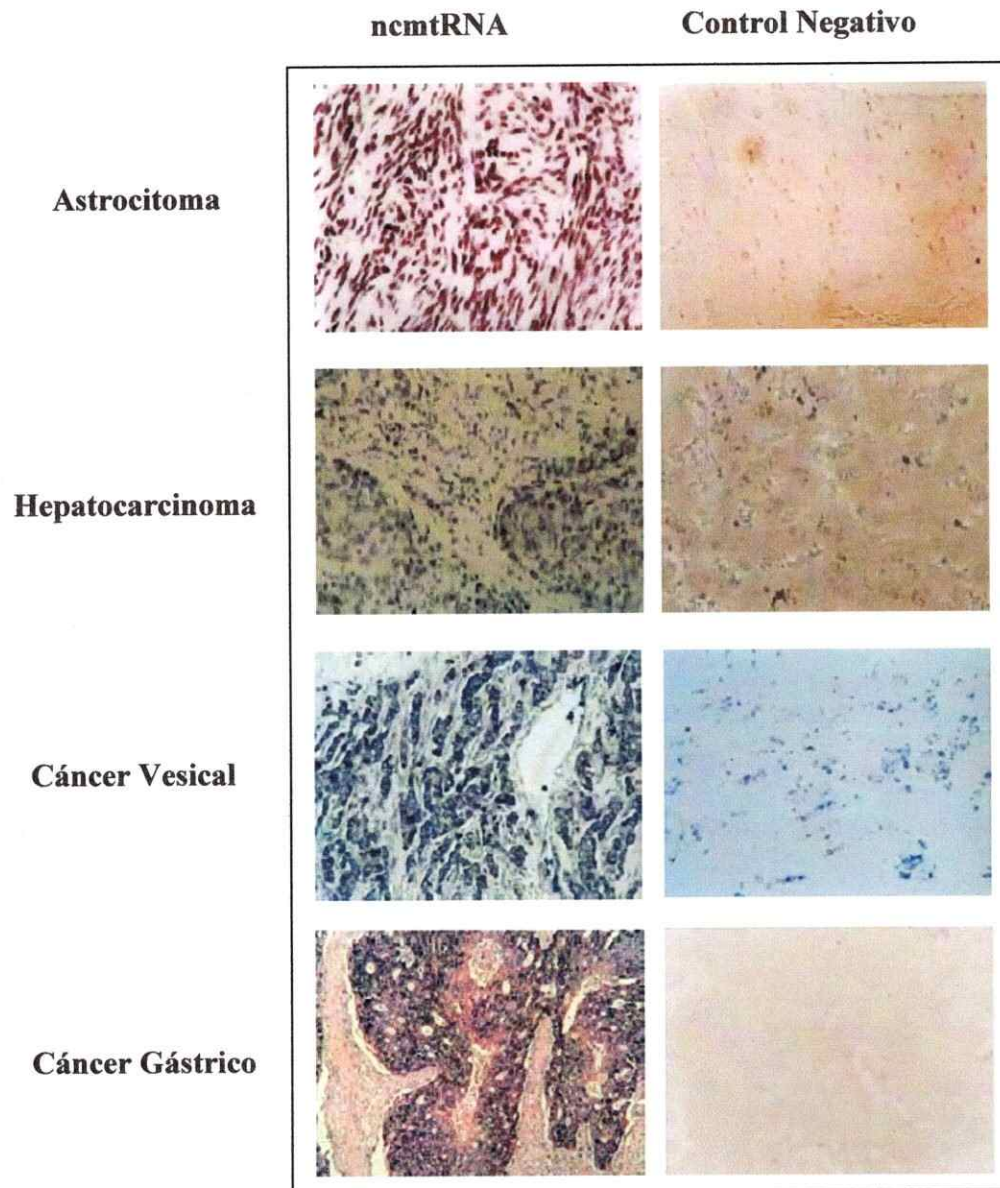 ncmtRNA Control Negativo
Astrocitoma
Hepatocarcinoma
Cáncer Vesical
Cáncer Gástrico